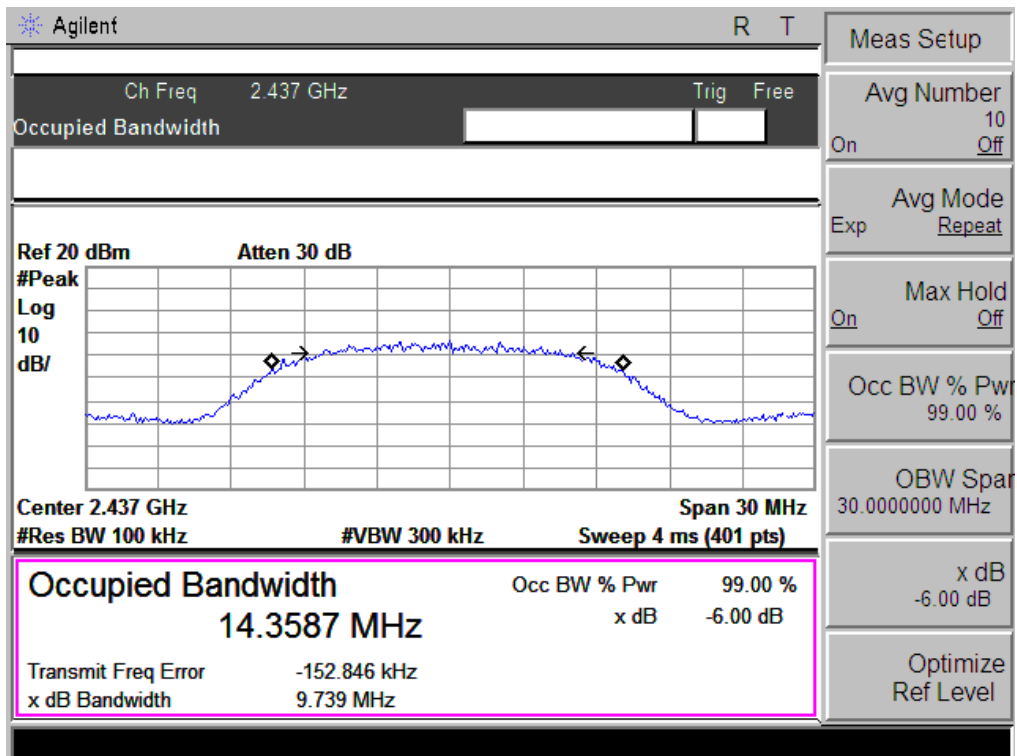 Agilent R T
Ch Freq 2.437 GHz Trig Free
Occupied Bandwidth
Ref 20 dBm Atten 30 dB
#Peak
Log
10
dB/
Center 2.437 GHz Span 30 MHz
#Res BW 100 kHz #VBW 300 kHz Sweep 4 ms (401 pts)
Occupied Bandwidth
14.3587 MHz
Occ BW % Pwr 99.00 %
x dB -6.00 dB
Transmit Freq Error -152.846 kHz
x dB Bandwidth 9.739 MHz
Meas Setup
Avg Number
10
On Off
Avg Mode
Exp Repeat
Max Hold
On Off
Occ BW % Pwr
99.00 %
OBW Span
30.0000000 MHz
x dB
-6.00 dB
Optimize
Ref Level